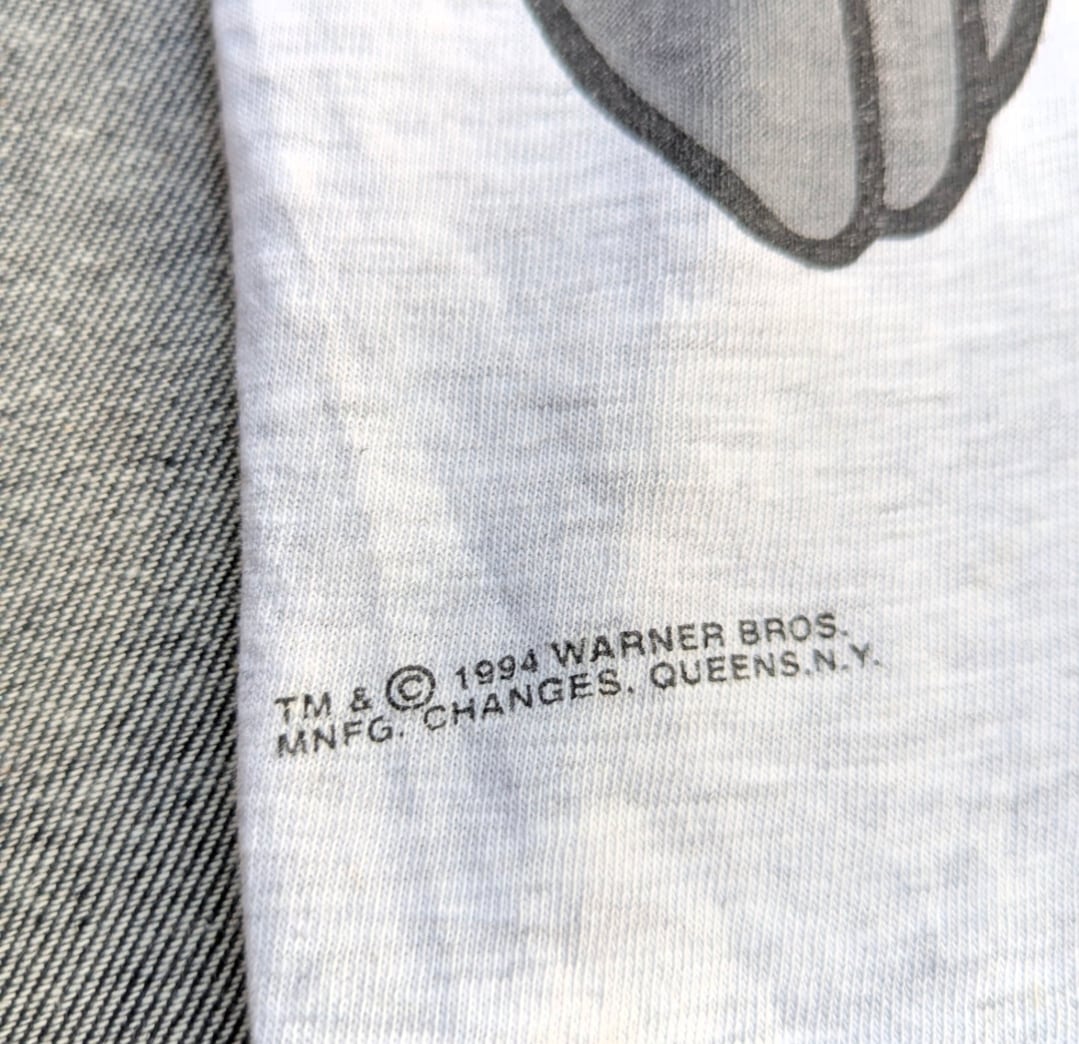 TM & © 1994 WARNER BROS.
MNFG. CHANGES. QUEENS.N.Y.